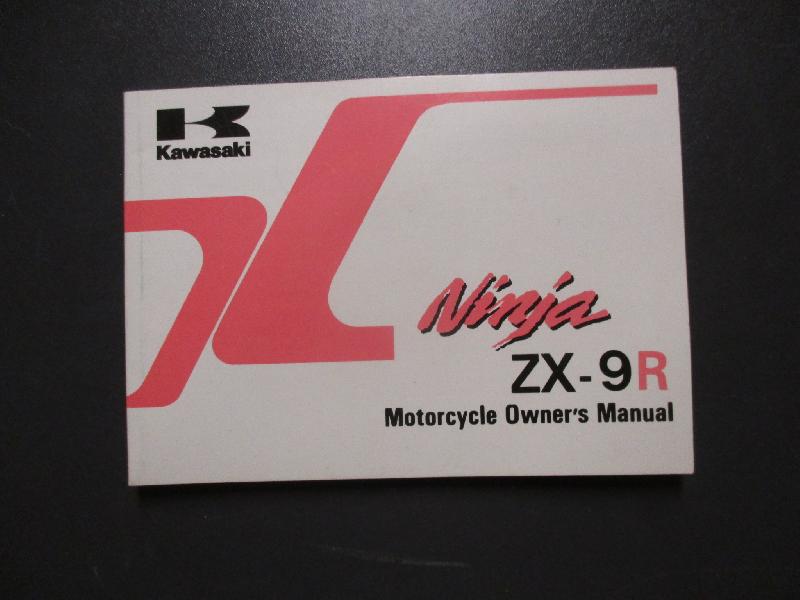 Kawasaki
Ninja
ZX-9R
Motorcycle Owner's Manual